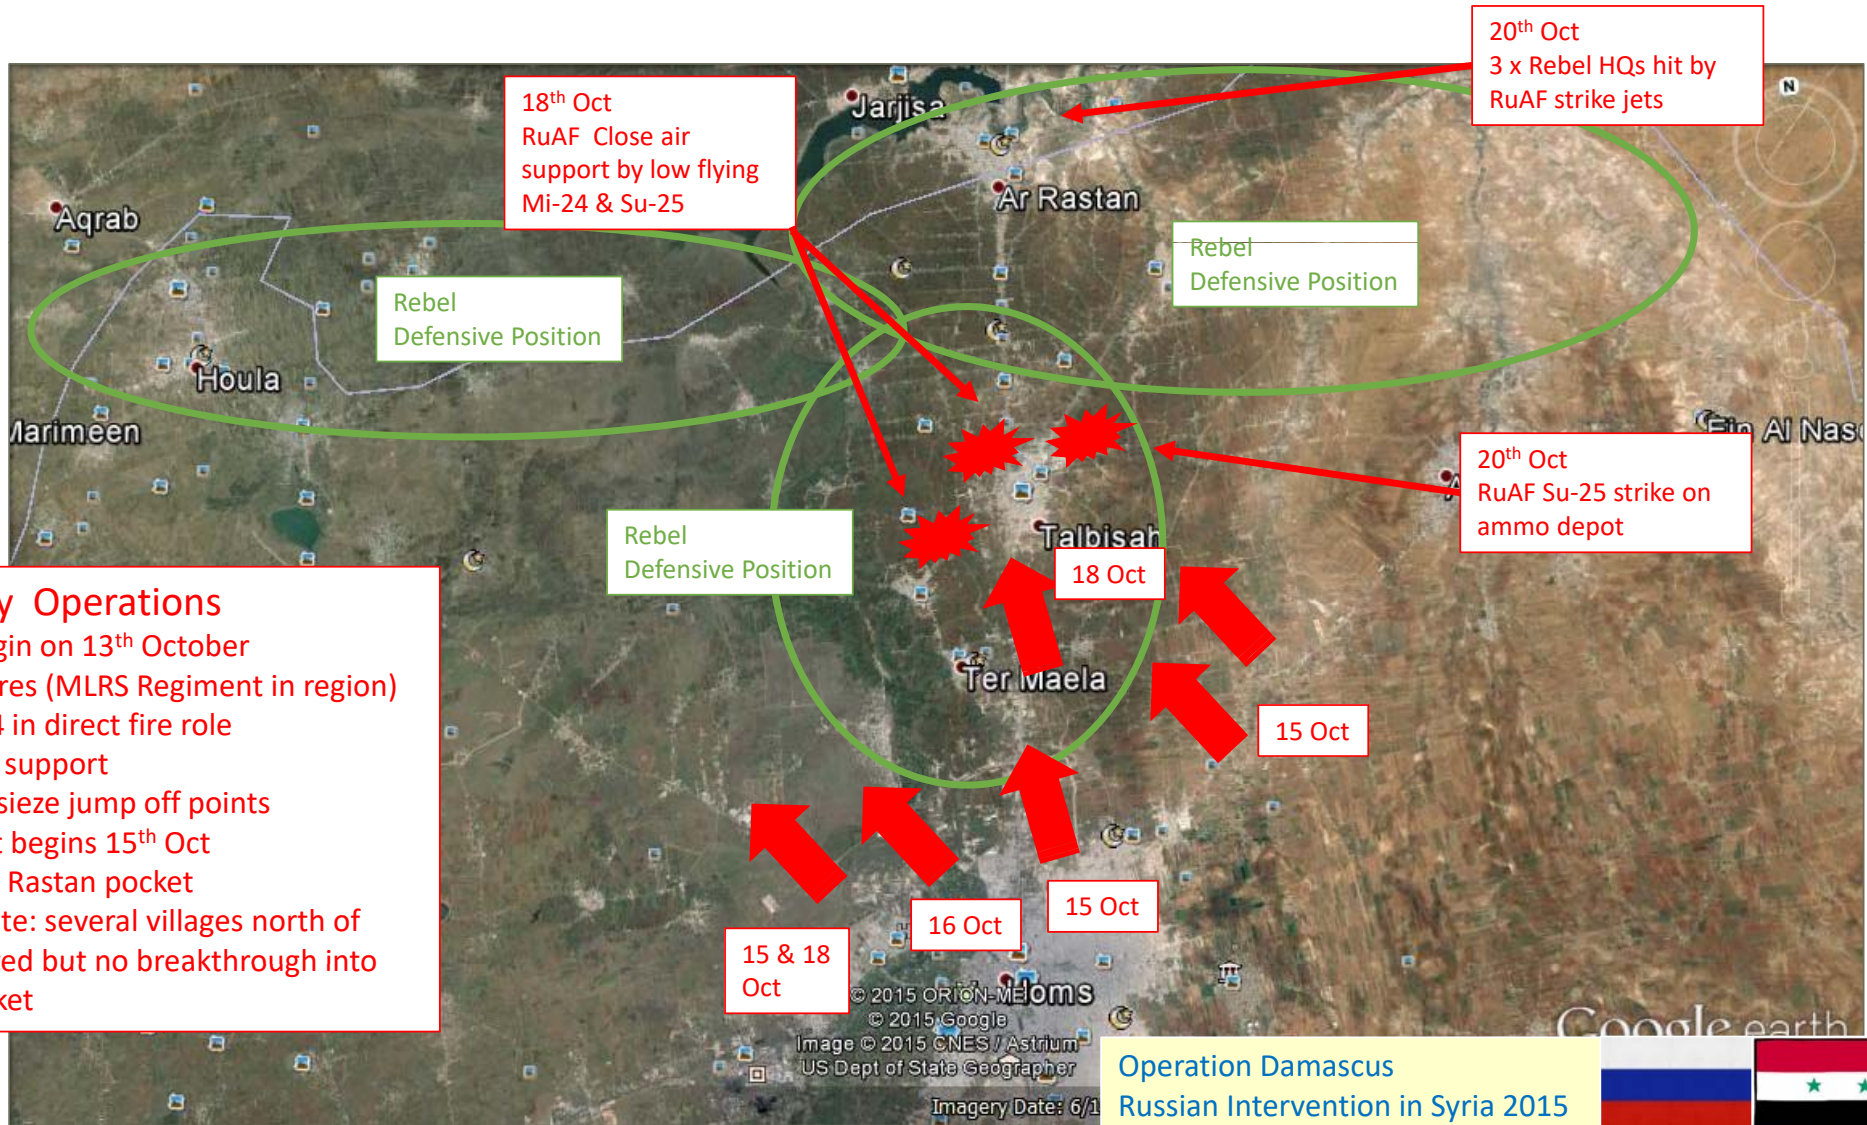 20th Oct
3 x Rebel HQs hit by
RuAF strike jets
18th Oct
RuAF Close air
support by low flying
Mi-24 & Su-25
N
Jarjisa
Ar Rastan
Aqrab
Rebel
Defensive Position
Rebel
Defensive Position
Houla
Marimeen
Ein Al Nas
20th Oct
RuAF Su-25 strike on
ammo depot
Rebel
Defensive Position
Talbisah
18 Oct
Ter Maela
15 Oct
y Operations
gin on 13th October
res (MLRS Regiment in region)
4 in direct fire role
support
sieze jump off points
t begins 15th Oct
Rastan pocket
te: several villages north of
ed but no breakthrough into
ket
15 & 18
Oct
16 Oct
15 Oct
Homs
© 2015 ORION-ME
© 2015 Google
Image © 2015 CNES / Astrium
US Dept of State Geographer
Imagery Date: 6/1
Google earth
Operation Damascus
Russian Intervention in Syria 2015